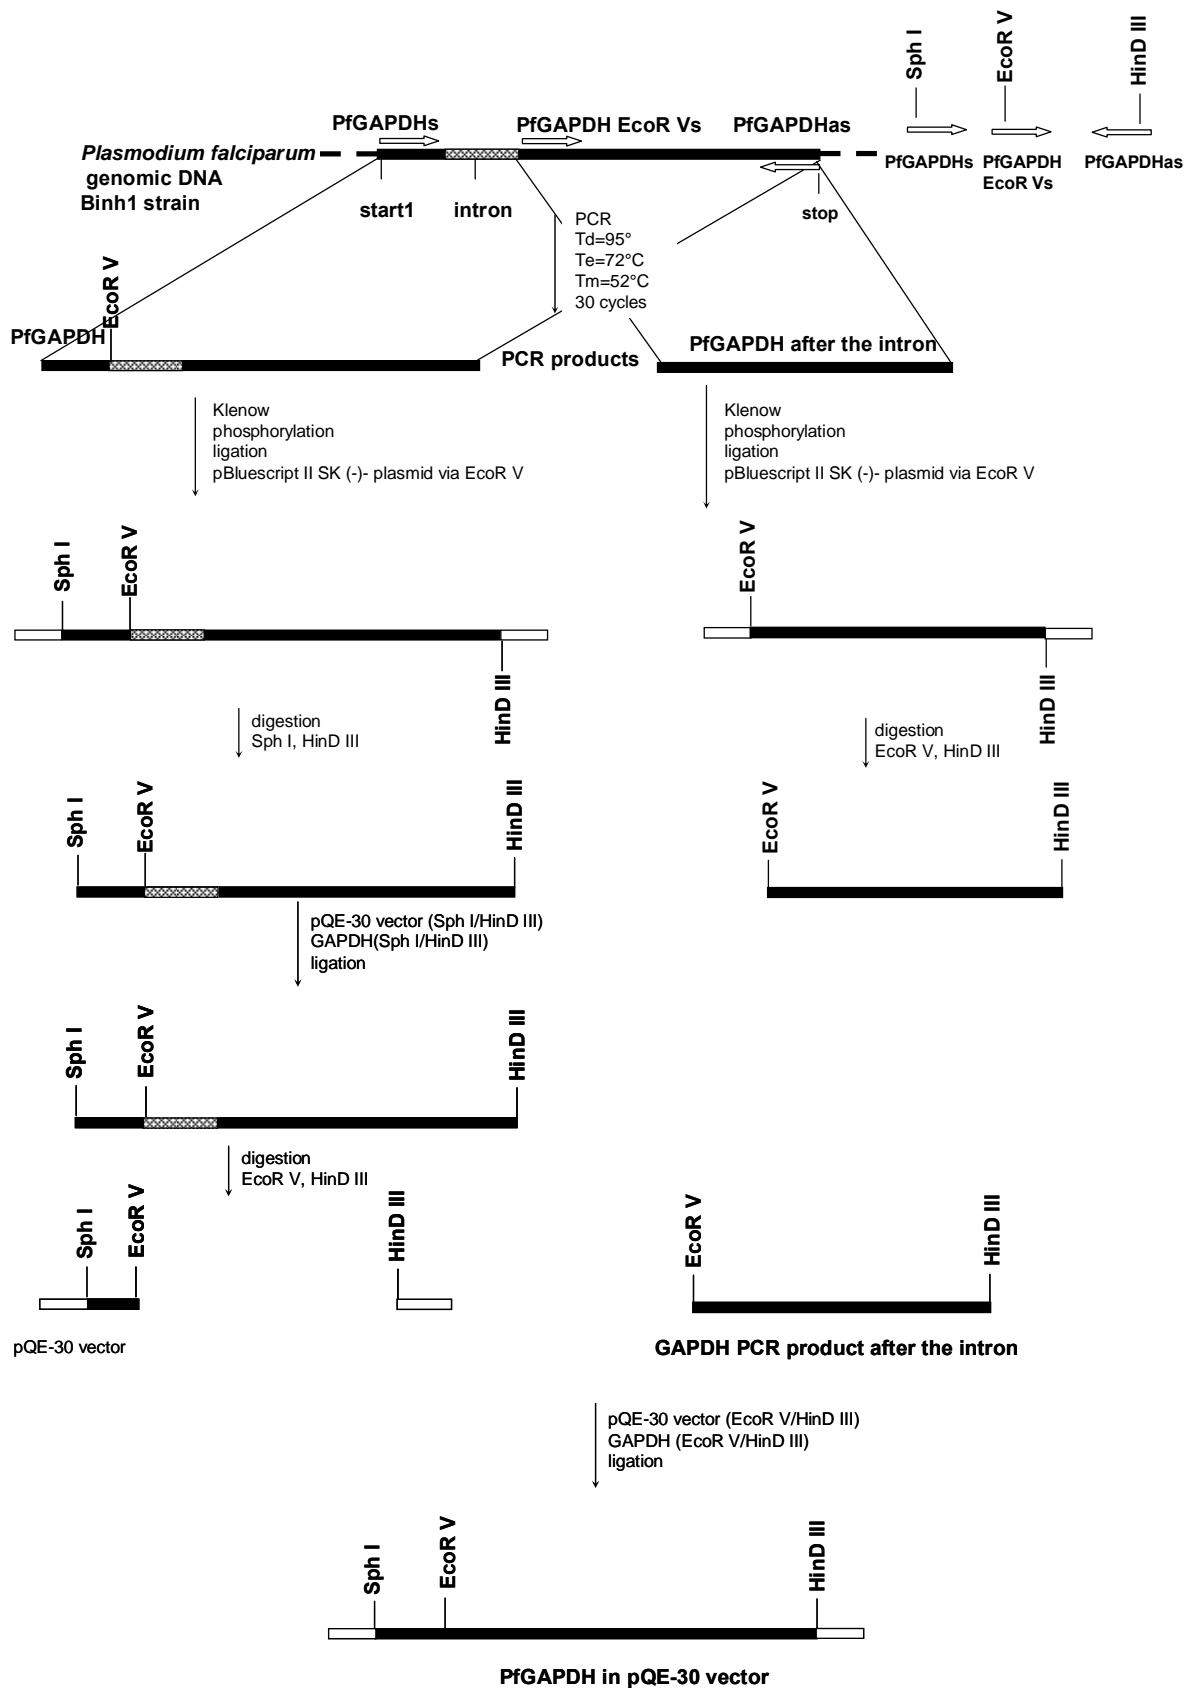 Sph I
EcoR V
HinD III
PfGAPDHs
PfGAPDH EcoR Vs
PfGAPDHas
Plasmodium falciparum
genomic DNA
Binh1 strain
PfGAPDHs
PfGAPDH
EcoR Vs
PfGAPDHas
start1
intron
stop
PCR
Td=95°
Te=72°C
Tm=52°C
30 cycles
EcoR V
PfGAPDH
PCR products
PfGAPDH after the intron
Klenow
phosphorylation
ligation
pBluescript II SK (-)- plasmid via EcoR V
Klenow
phosphorylation
ligation
pBluescript II SK (-)- plasmid via EcoR V
Sph I
EcoR V
HinD III
EcoR V
HinD III
digestion
Sph I, HinD III
digestion
EcoR V, HinD III
Sph I
EcoR V
HinD III
EcoR V
HinD III
pQE-30 vector (Sph I/HinD III)
GAPDH(Sph I/HinD III)
ligation
Sph I
EcoR V
HinD III
digestion
EcoR V, HinD III
Sph I
EcoR V
HinD III
EcoR V
HinD III
pQE-30 vector
GAPDH PCR product after the intron
pQE-30 vector (EcoR V/HinD III)
GAPDH (EcoR V/HinD III)
ligation
Sph I
EcoR V
HinD III
PfGAPDH in pQE-30 vector